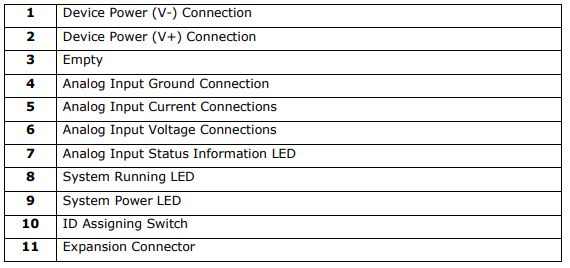 1 Device Power (V-) Connection
2 Device Power (V+) Connection
3 Empty
4 Analog Input Ground Connection
5 Analog Input Current Connections
6 Analog Input Voltage Connections
7 Analog Input Status Information LED
8 System Running LED
9 System Power LED
10 ID Assigning Switch
11 Expansion Connector